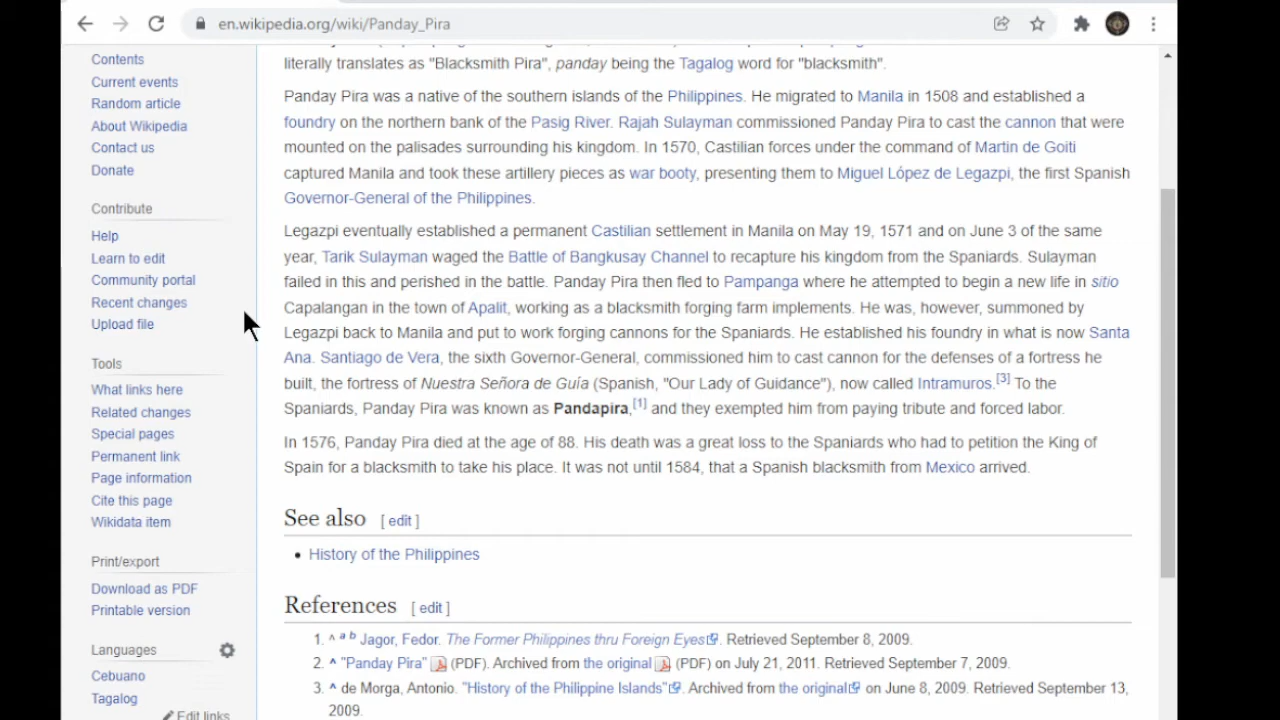 en.wikipedia.org/wiki/Panday_Pira
Contents
Current events
Random article
About Wikipedia
Contact us
Donate
Contribute
Help
Learn to edit
Community portal
Recent changes
Upload file
Tools
What links here
Related changes
Special pages
Permanent link
Page information
Cite this page
Wikidata item
Print/export
Download as PDF
Printable version
Languages
Cebuano
Tagalog
Edit links
literally translates as "Blacksmith Pira", panday being the Tagalog word for "blacksmith".
Panday Pira was a native of the southern islands of the Philippines. He migrated to Manila in 1508 and established a
foundry on the northern bank of the Pasig River. Rajah Sulayman commissioned Panday Pira to cast the cannon that were
mounted on the palisades surrounding his kingdom. In 1570, Castilian forces under the command of Martin de Goiti
captured Manila and took these artillery pieces as war booty, presenting them to Miguel López de Legazpi, the first Spanish
Governor-General of the Philippines.
Legazpi eventually established a permanent Castilian settlement in Manila on May 19, 1571 and on June 3 of the same
year, Tarik Sulayman waged the Battle of Bangkusay Channel to recapture his kingdom from the Spaniards. Sulayman
failed in this and perished in the battle. Panday Pira then fled to Pampanga where he attempted to begin a new life in sitio
Capalangan in the town of Apalit, working as a blacksmith forging farm implements. He was, however, summoned by
Legazpi back to Manila and put to work forging cannons for the Spaniards. He established his foundry in what is now Santa
Ana. Santiago de Vera, the sixth Governor-General, commissioned him to cast cannon for the defenses of a fortress he
built, the fortress of Nuestra Señora de Guía (Spanish, "Our Lady of Guidance"), now called Intramuros.[3] To the
Spaniards, Panday Pira was known as Pandapira,[1] and they exempted him from paying tribute and forced labor.
In 1576, Panday Pira died at the age of 88. His death was a great loss to the Spaniards who had to petition the King of
Spain for a blacksmith to take his place. It was not until 1584, that a Spanish blacksmith from Mexico arrived.
See also [ edit ]
• History of the Philippines
References [ edit ]
1. ^ a b Jagor, Fedor. The Former Philippines thru Foreign Eyes. Retrieved September 8, 2009.
2. ^ "Panday Pira" (PDF). Archived from the original (PDF) on July 21, 2011. Retrieved September 7, 2009.
3. ^ de Morga, Antonio. "History of the Philippine Islands". Archived from the original on June 8, 2009. Retrieved September 13,
2009.